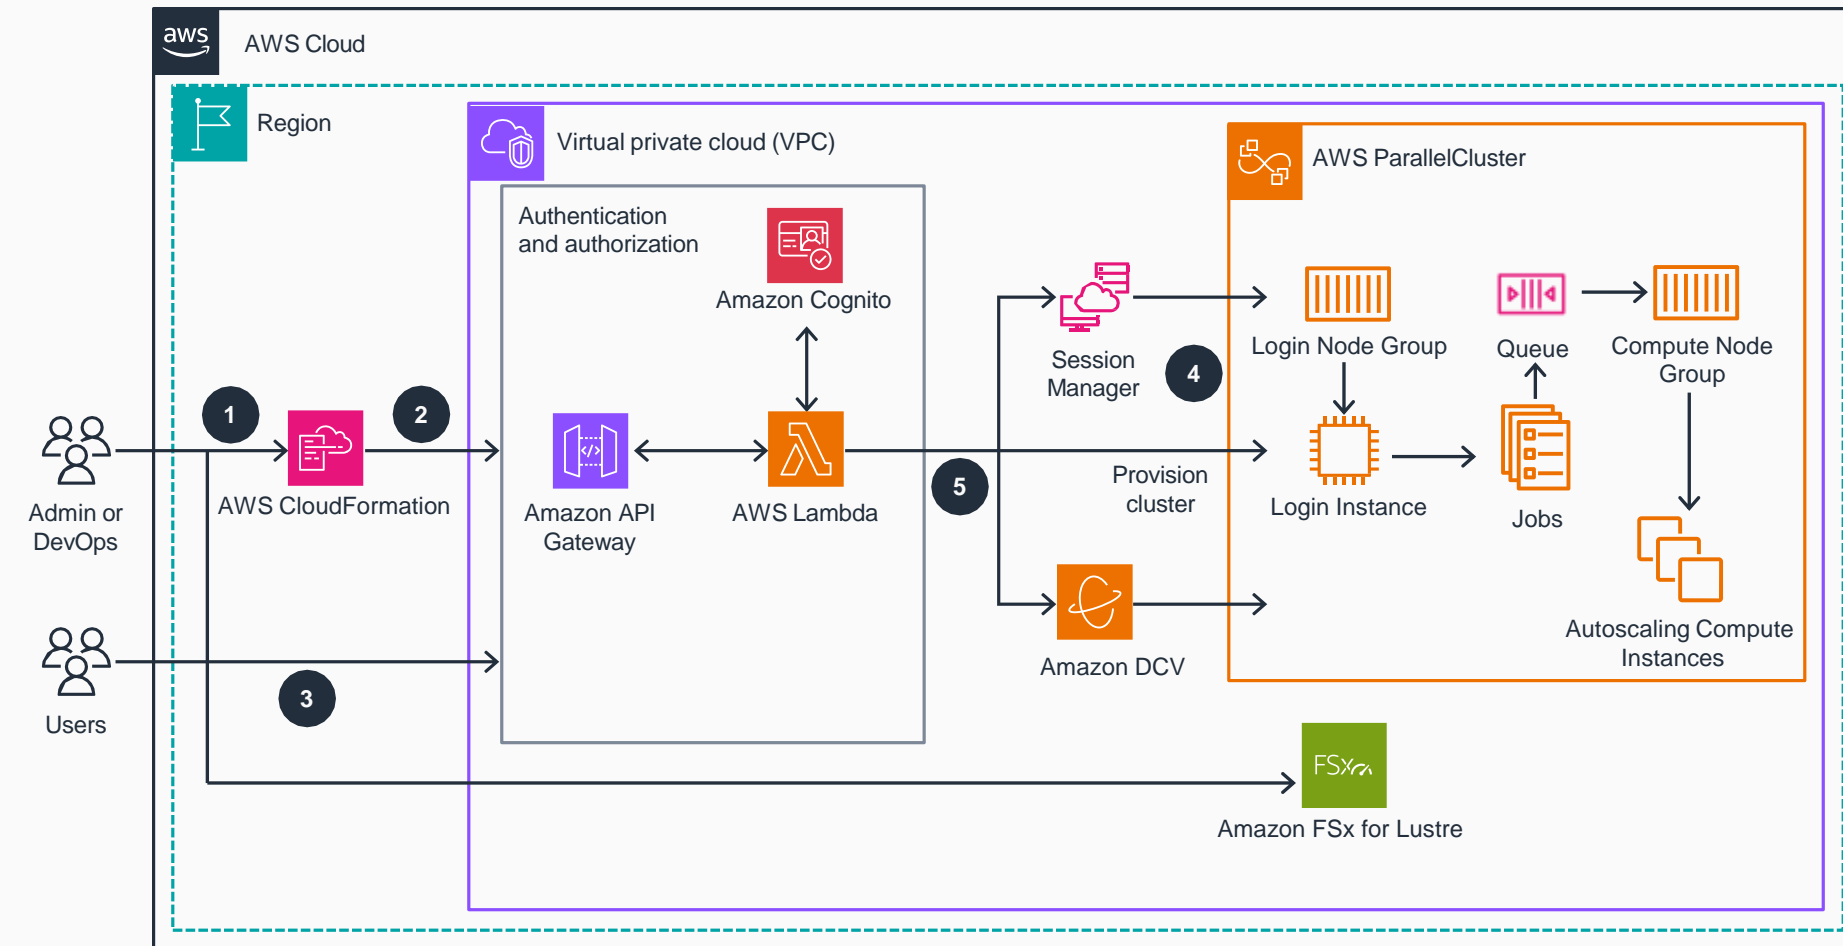 aws
AWS Cloud
Region
Virtual private cloud (VPC)
AWS ParallelCluster
Authentication
and authorization
Amazon Cognito
Session
Manager
4
Login Node Group
Queue
Compute Node
Group
1
2
Admin or
DevOps
AWS CloudFormation
</>
Amazon API
Gateway
AWS Lambda
5
Provision
cluster
Login Instance
Jobs
Autoscaling Compute
Instances
Amazon DCV
Users
3
FSx
Amazon FSx for Lustre